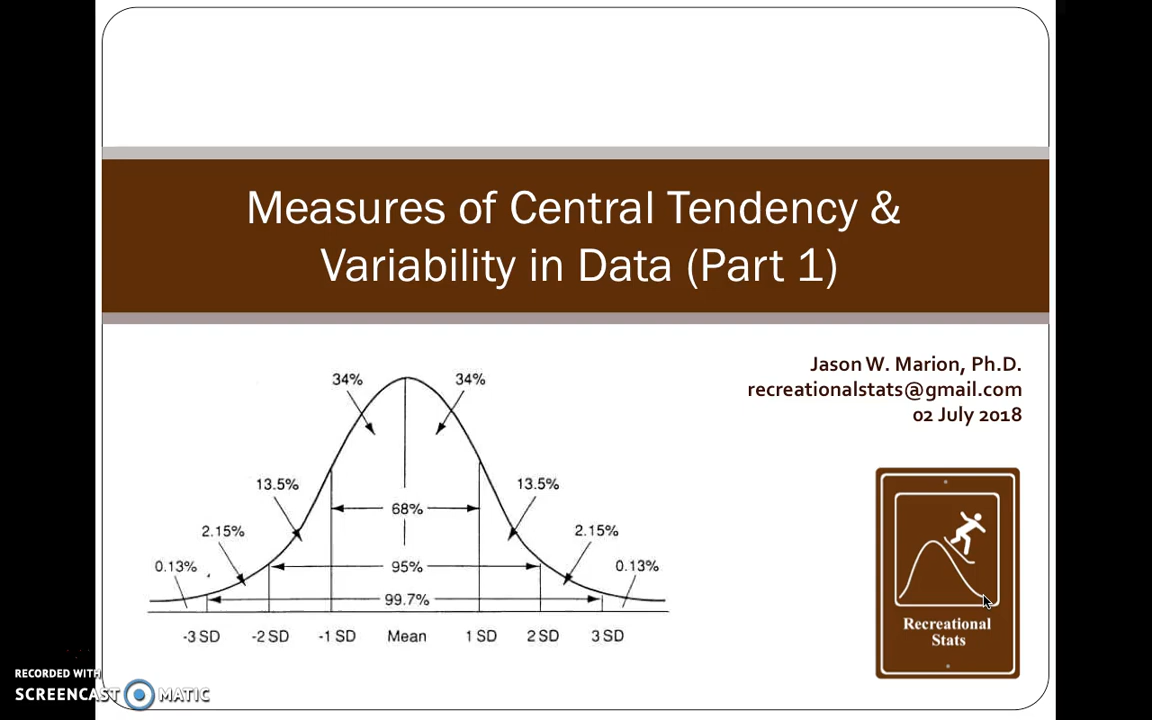 Measures of Central Tendency &
Variability in Data (Part 1)
Jason W. Marion, Ph.D.
recreationalstats@gmail.com
02 July 2018
34% 34%
13.5% 13.5%
68%
2.15% 2.15%
0.13% 95% 0.13%
99.7%
-3 SD -2 SD -1 SD Mean 1 SD 2 SD 3 SD
Recreational
Stats
RECORDED WITH
SCREENCAST MATIC